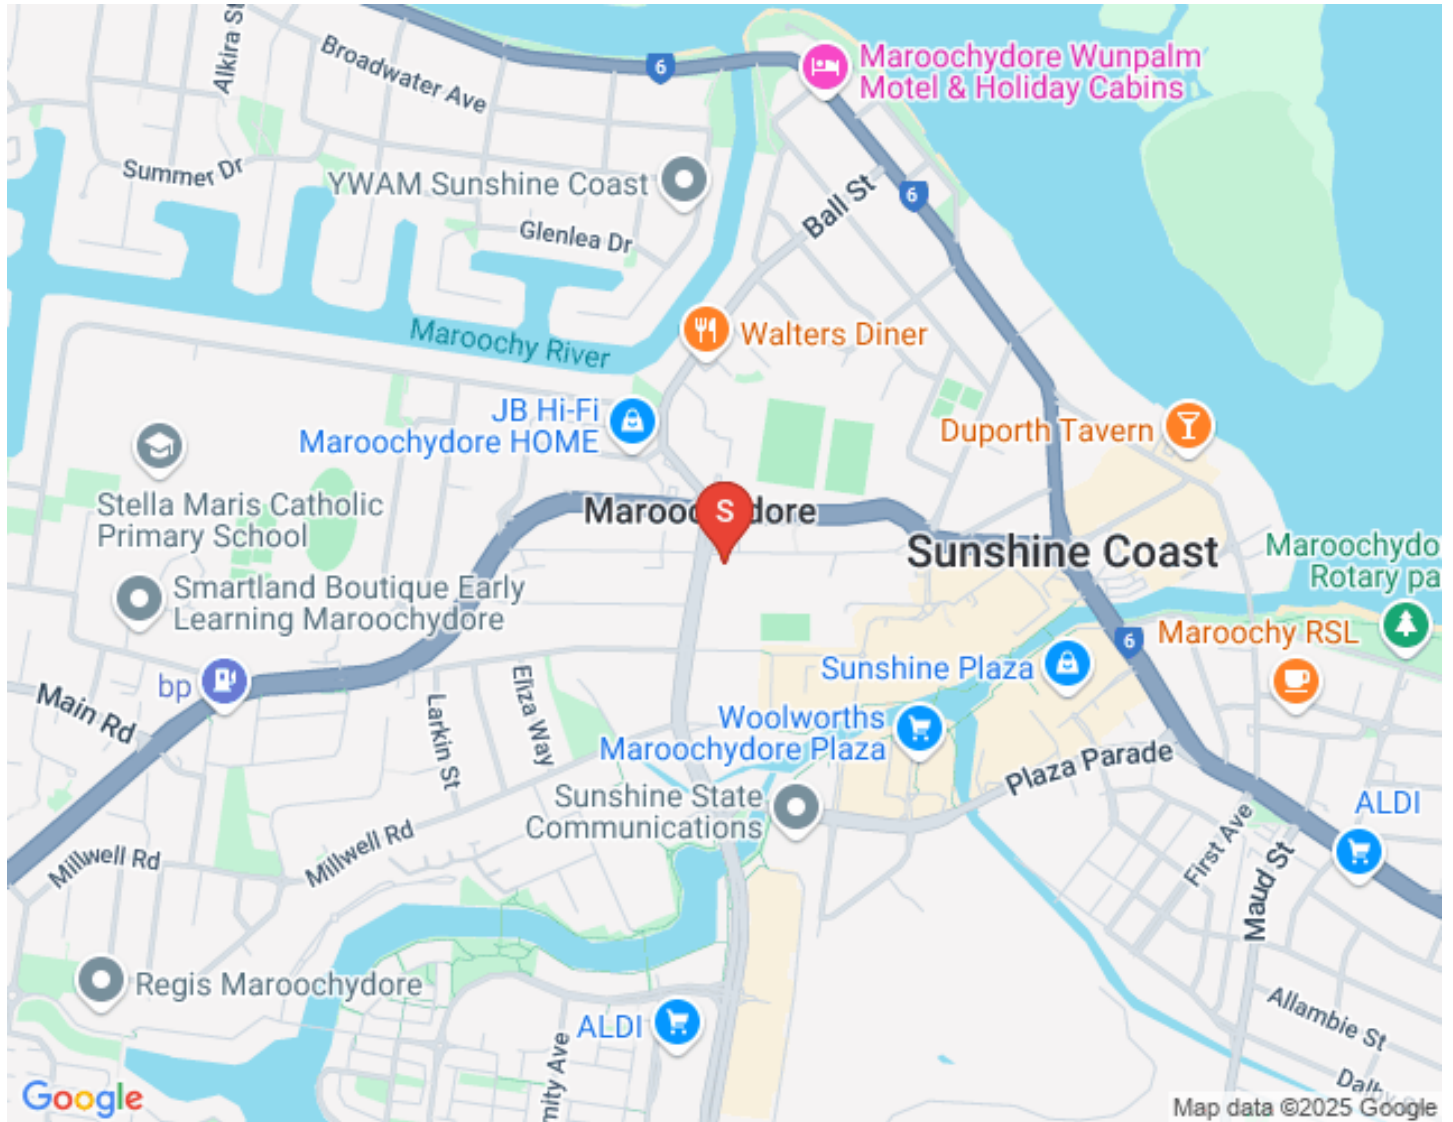 Alkira St
Broadwater Ave
6
Maroochydore Wunpalm
Motel & Holiday Cabins
Summer Dr
YWAM Sunshine Coast
Ball St
6
Glenlea Dr
Maroochy River
Walters Diner
JB Hi-Fi
Maroochydore HOME
Duporth Tavern
Stella Maris Catholic
Primary School
S
Sunshine Coast
Maroochydo
Rotary pa
Smartland Boutique Early
Learning Maroochydore
6
Maroochy RSL
Sunshine Plaza
bp
Main Rd
Larkin St
Eliza Way
Woolworths
Maroochydore Plaza
Plaza Parade
Sunshine State
Communications
ALDI
First Ave
Maud St
Millwell Rd
Millwell Rd
Regis Maroochydore
Allambie St
ALDI
mity Ave
Google
Map data ©2025 Google